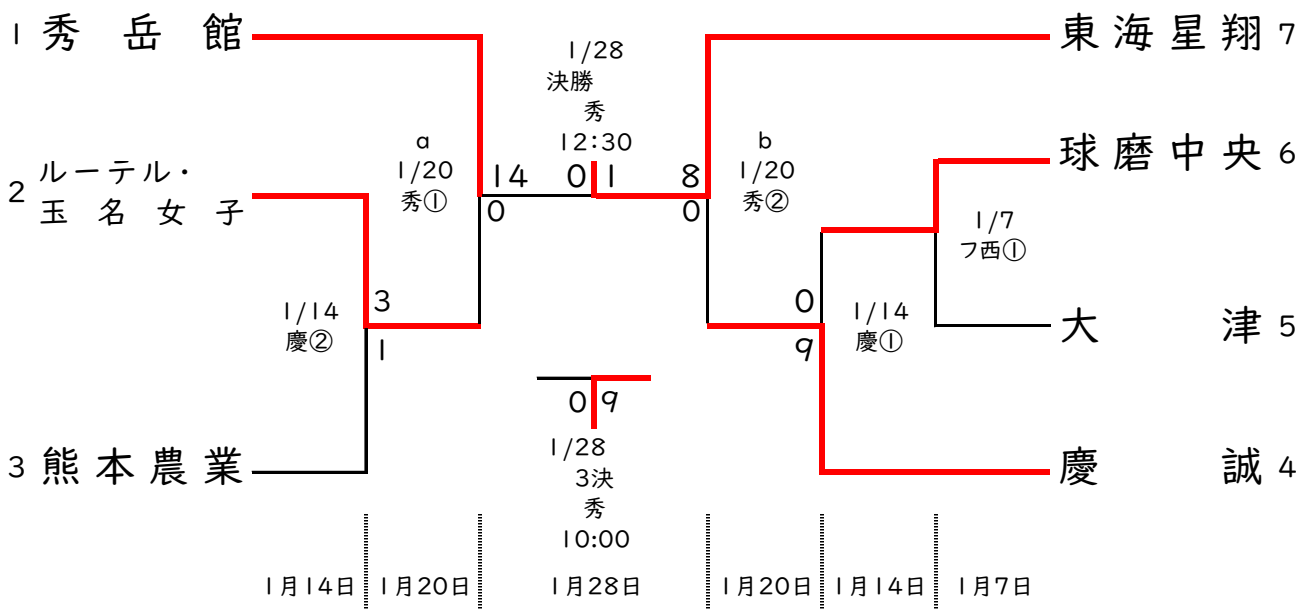 1 秀岳館
1/28
決勝
秀
12:30
東海星翔 7
2 ルーテル・
玉名女子
a
1/20
秀①
14
0
0 1
8
0
b
1/20
秀②
球磨中央 6
1/7
フ西①
1/14
慶②
3
1
0
9
1/14
慶①
大津 5
0 9
1/28
3決
秀
10:00
3 熊本農業
慶誠 4
1月14日 1月20日 1月28日 1月20日 1月14日 1月7日